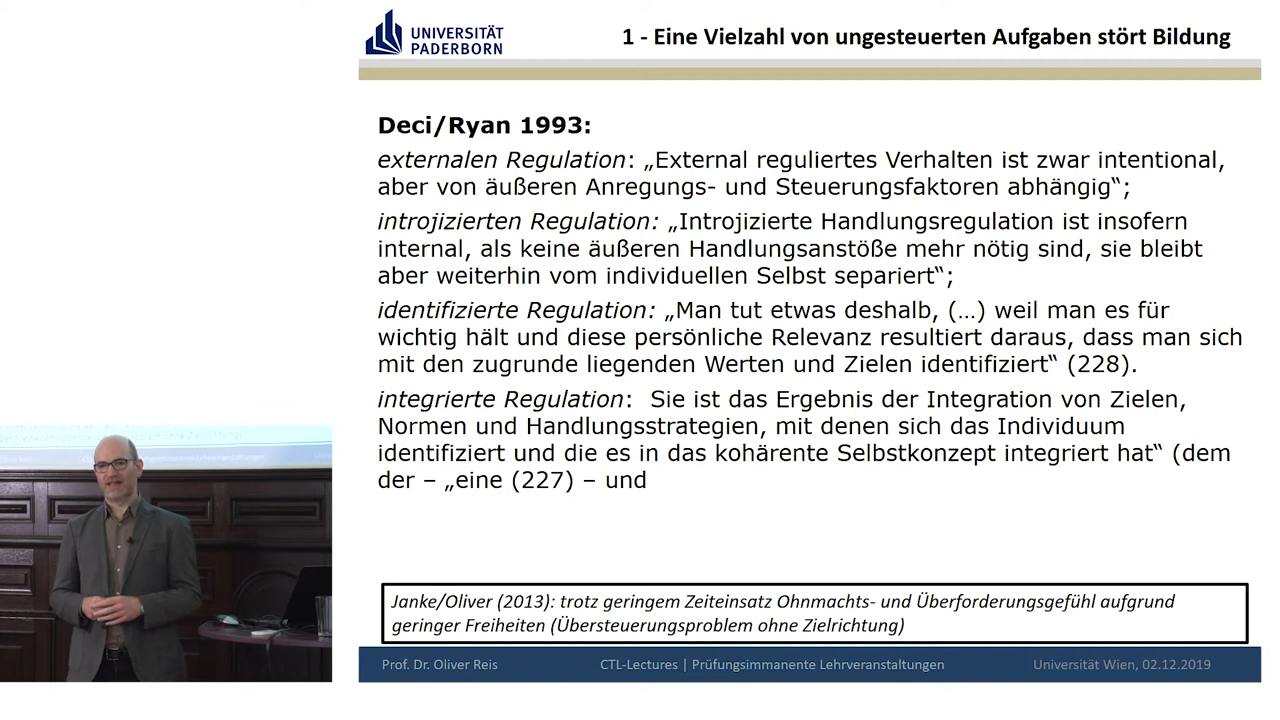 UNIVERSITÄT
PADERBORN
1 - Eine Vielzahl von ungesteuerten Aufgaben stört Bildung
Deci/Ryan 1993:
externalen Regulation: „External reguliertes Verhalten ist zwar intentional,
aber von äußeren Anregungs- und Steuerungsfaktoren abhängig“;
introjizierten Regulation: „Introjizierte Handlungsregulation ist insofern
internal, als keine äußeren Handlungsanstöße mehr nötig sind, sie bleibt
aber weiterhin vom individuellen Selbst separiert“;
identifizierte Regulation: „Man tut etwas deshalb, (…) weil man es für
wichtig hält und diese persönliche Relevanz resultiert daraus, dass man sich
mit den zugrunde liegenden Werten und Zielen identifiziert“ (228).
integrierte Regulation:  Sie ist das Ergebnis der Integration von Zielen,
Normen und Handlungsstrategien, mit denen sich das Individuum
identifiziert und die es in das kohärente Selbstkonzept integriert hat“ (dem
der – „eine (227) – und
Janke/Oliver (2013): trotz geringem Zeiteinsatz Ohnmachts- und Überforderungsgefühl aufgrund
geringer Freiheiten (Übersteuerungsproblem ohne Zielrichtung)
Prof. Dr. Oliver Reis
CTL-Lectures | Prüfungsimmanente Lehrveranstaltungen
Universität Wien, 02.12.2019